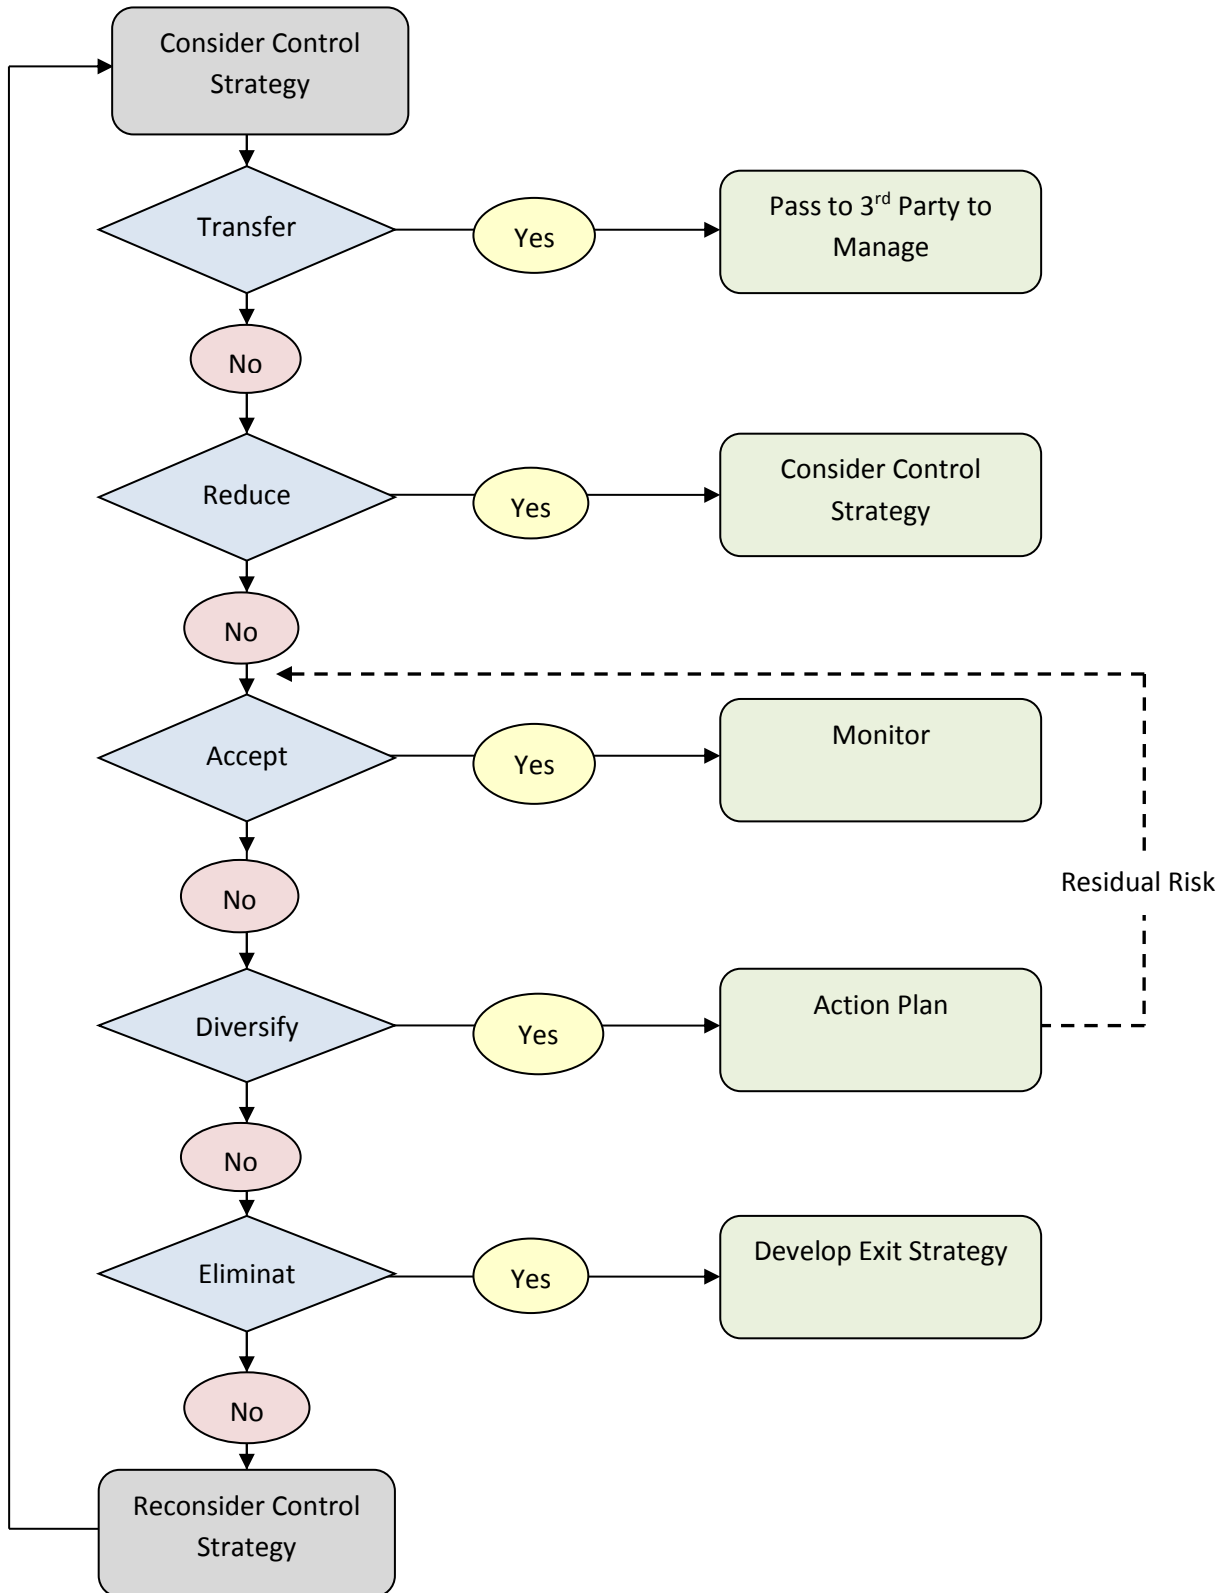 Consider Control
Strategy
Transfer
Yes
Pass to 3rd Party to
Manage
No
Reduce
Yes
Consider Control
Strategy
No
Accept
Yes
Monitor
Residual Risk
No
Diversify
Yes
Action Plan
No
Eliminat
Yes
Develop Exit Strategy
No
Reconsider Control
Strategy